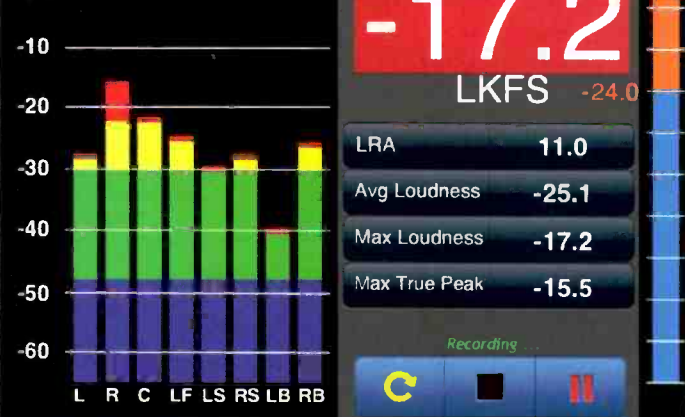 -17.2
LKFS -24.0
-10
-20
-30
-40
-50
-60
L R C LF LS RS LB RB
LRA 11.0
Avg Loudness -25.1
Max Loudness -17.2
Max True Peak -15.5
Recording ...